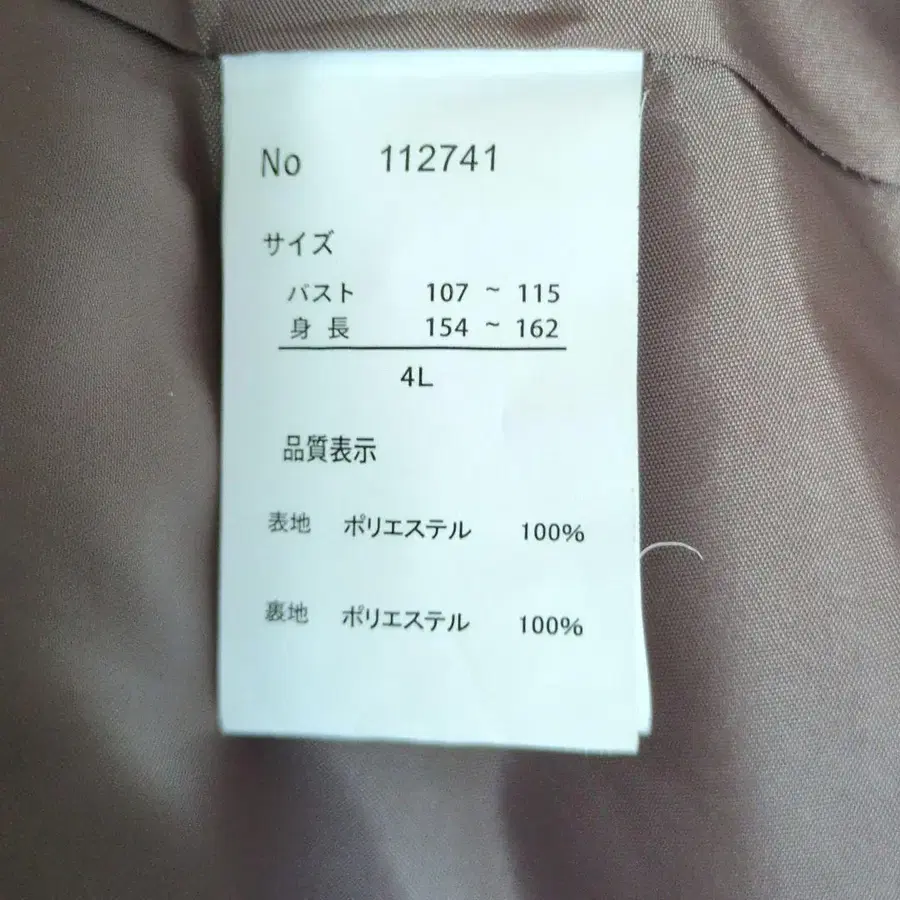 No 112741
サイズ
バスト 107 ~ 115
身長 154 ~ 162
4L
品質表示
表地 ポリエステル 100%
裏地 ポリエステル 100%